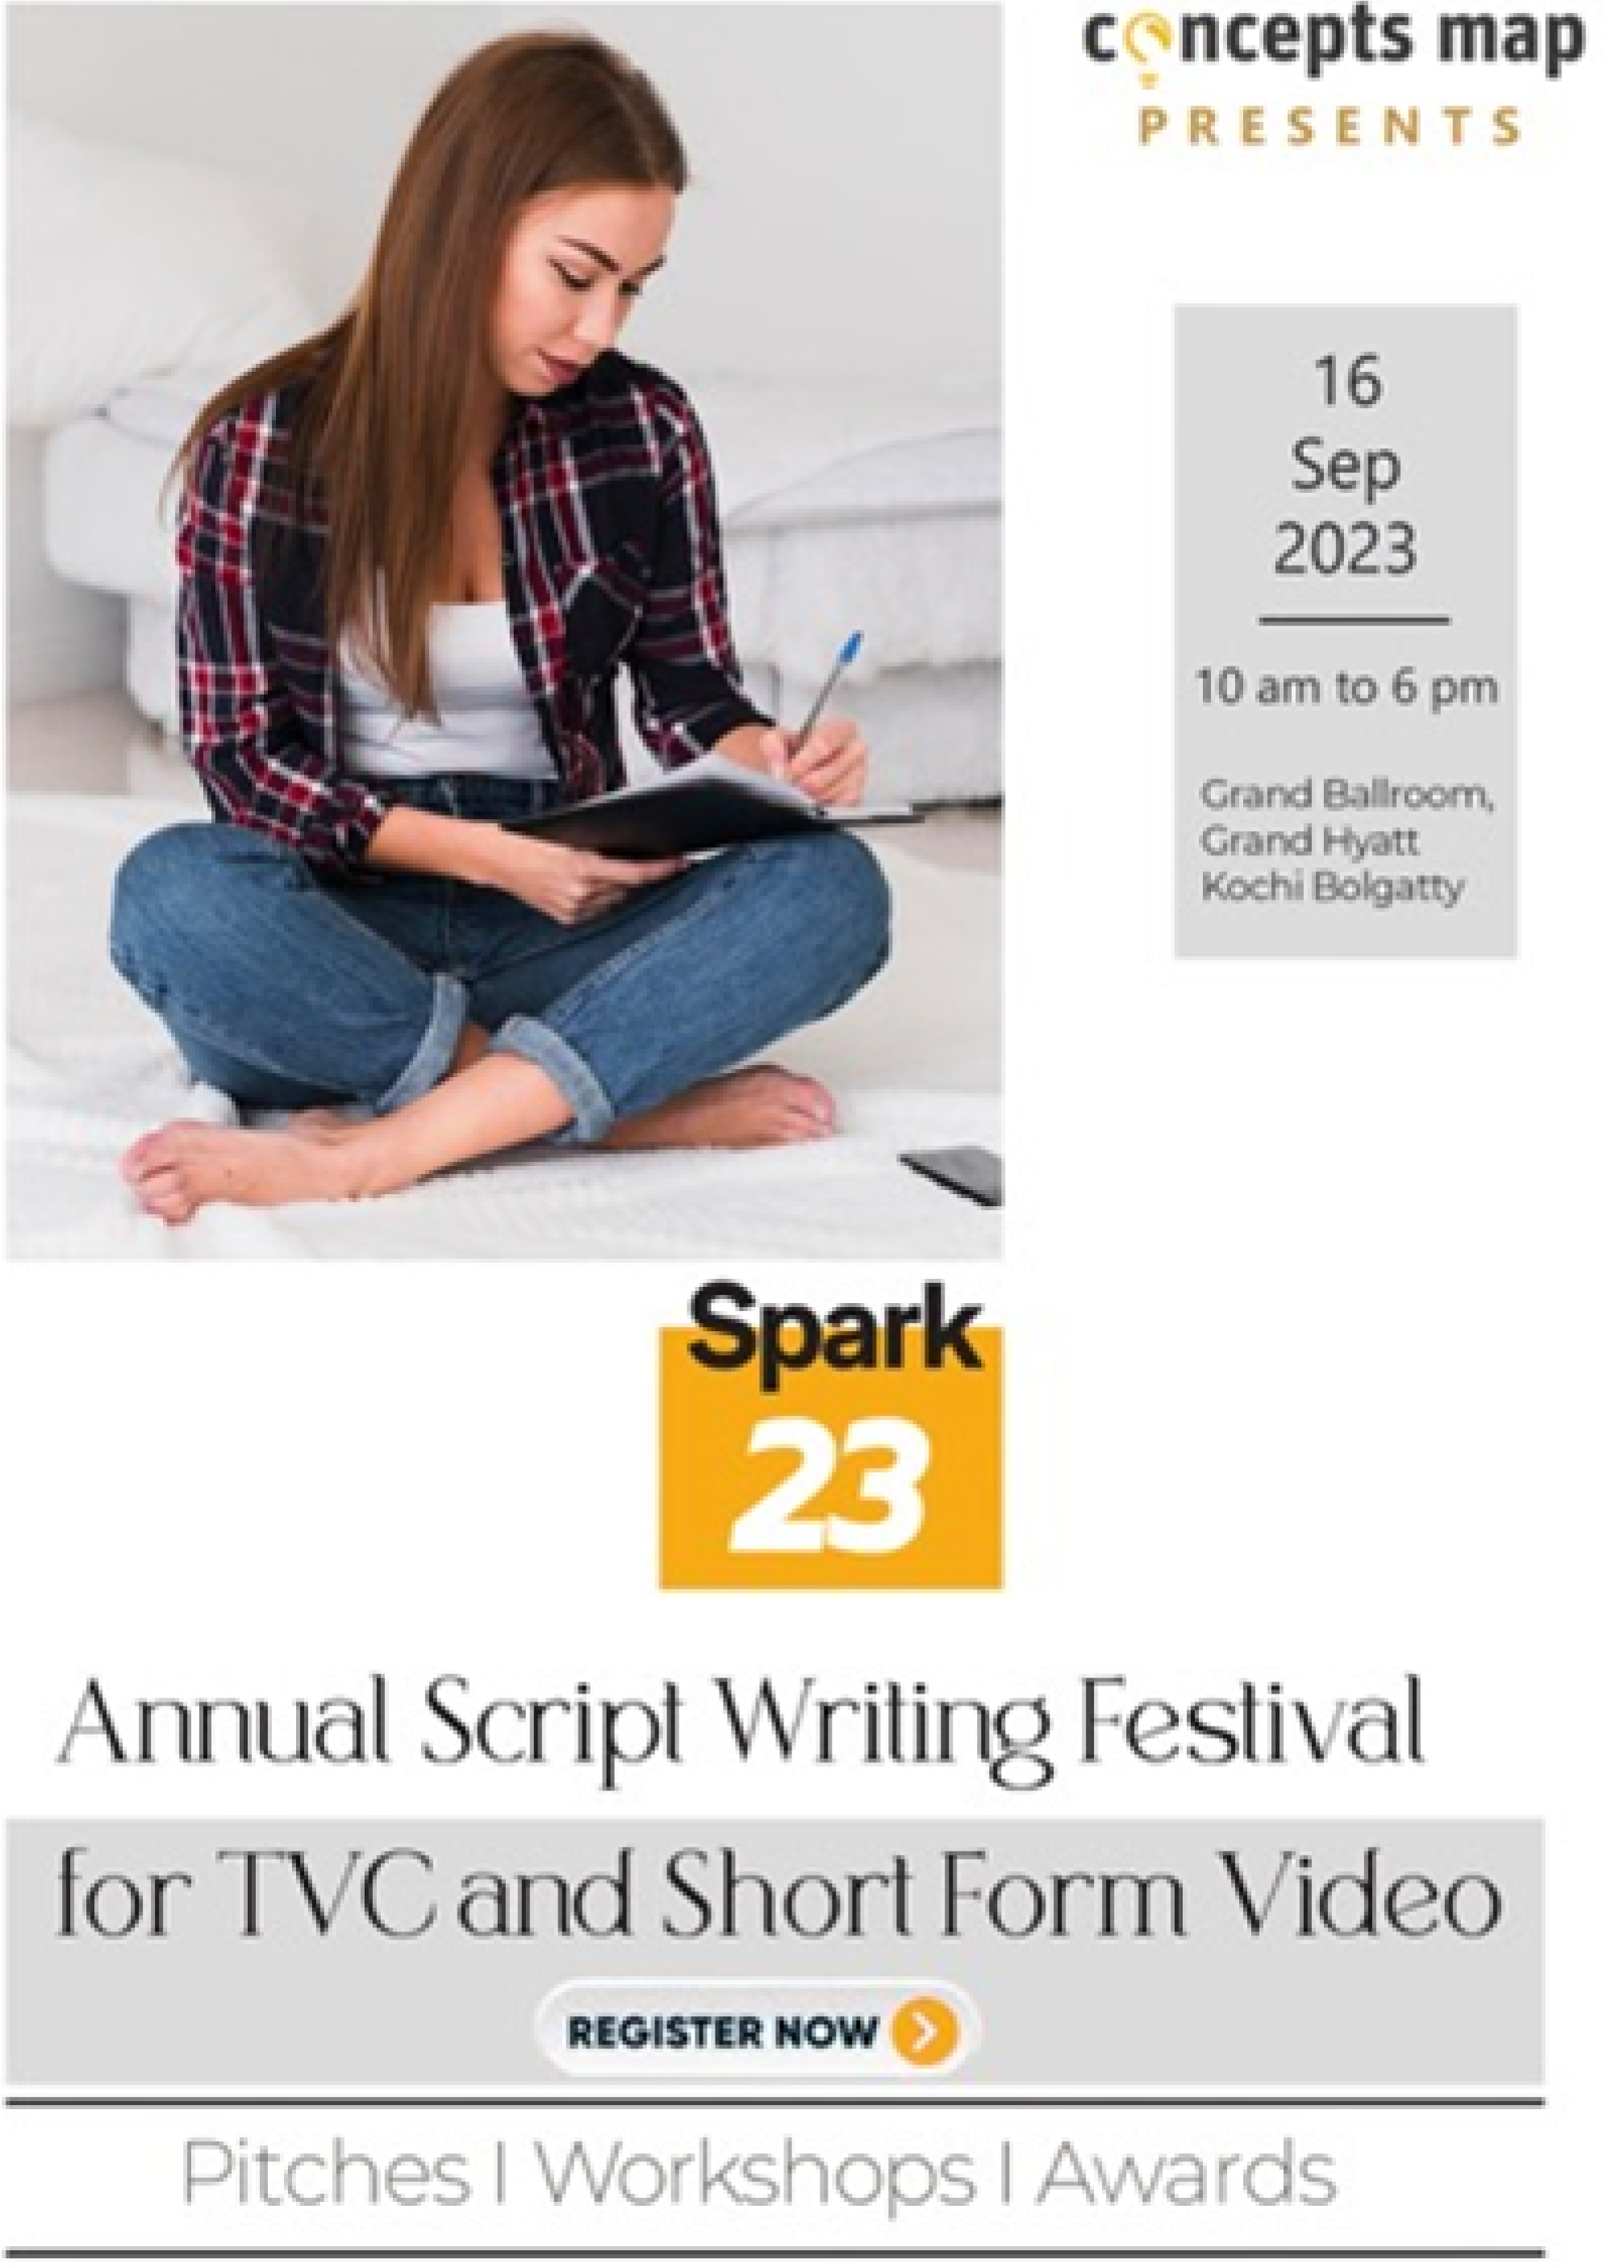 concepts map
PRESENTS
16
Sep
2023
10 am to 6 pm
Grand Ballroom,
Grand Hyatt
Kochi Bolgatty
Spark
23
Annual Script Writing Festival
for TVC and Short Form Video
REGISTER NOW
Pitches | Workshops | Awards